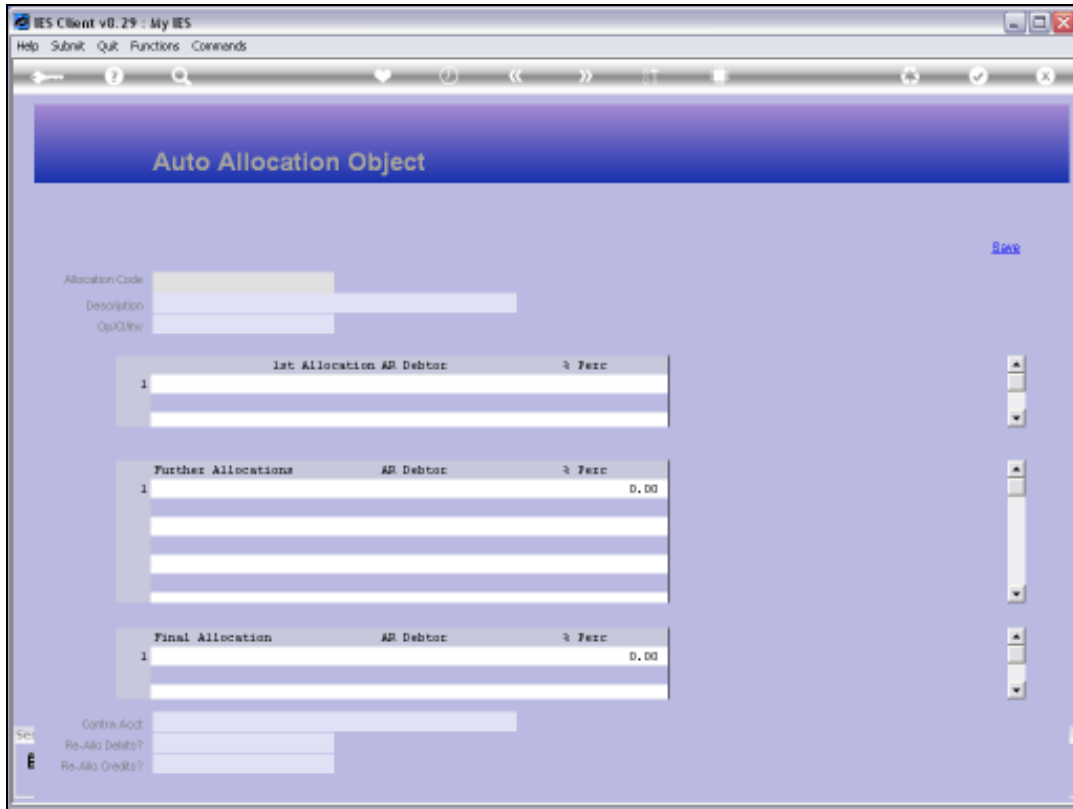 IES Client v8.29 : My IES
Help Submit Quit Functions Commands
Auto Allocation Object
Save
Allocation Code
Description
Op/Cl/Inv
1st Allocation AR Debtor % Perc
1
Further Allocations AR Debtor % Perc
1 0.00
Final Allocation AR Debtor % Perc
1 0.00
Contra Acct
Re-Allo Debits?
Re-Allo Credits?